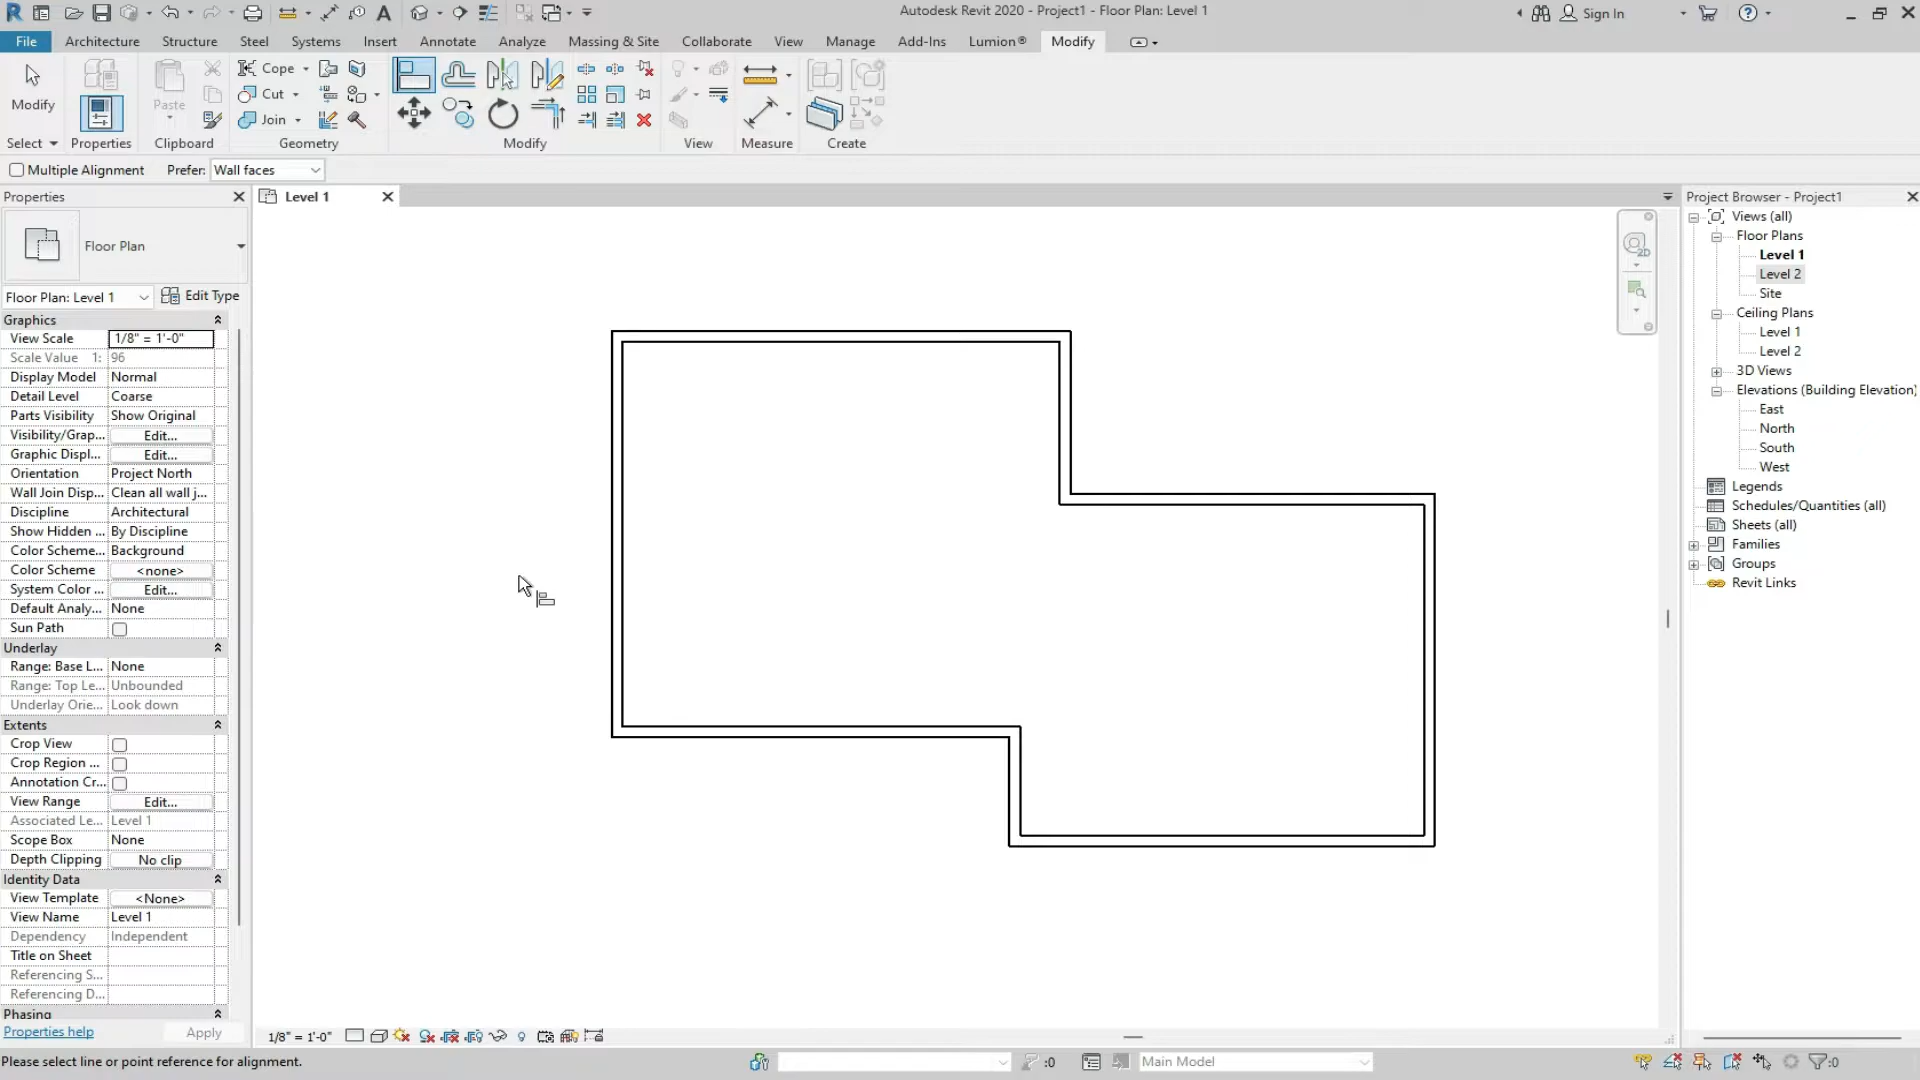 Autodesk Revit 2020 - Project1 - Floor Plan: Level 1
Sign In
File Architecture Structure Steel Systems Insert Annotate Analyze Massing & Site Collaborate View Manage Add-Ins Lumion® Modify
Modify
Paste
Cope
Cut
Join
Select Properties Clipboard Geometry Modify View Measure Create
Multiple Alignment Prefer: Wall faces
Properties
Level 1
Project Browser - Project1
Floor Plan
Floor Plan: Level 1 Edit Type
Graphics
View Scale 1/8" = 1'-0"
Scale Value 1: 96
Display Model Normal
Detail Level Coarse
Parts Visibility Show Original
Visibility/Grap... Edit...
Graphic Displ... Edit...
Orientation Project North
Wall Join Disp... Clean all wall j...
Discipline Architectural
Show Hidden ... By Discipline
Color Scheme... Background
Color Scheme <none>
System Color ... Edit...
Default Analy... None
Sun Path
Underlay
Range: Base L... None
Range: Top Le... Unbounded
Underlay Orie... Look down
Extents
Crop View
Crop Region ...
Annotation Cr...
View Range Edit...
Associated Le... Level 1
Scope Box None
Depth Clipping No clip
Identity Data
View Template <None>
View Name Level 1
Dependency Independent
Title on Sheet
Referencing S...
Referencing D...
Phasing
Properties help Apply
Views (all)
Floor Plans
Level 1
Level 2
Site
Ceiling Plans
Level 1
Level 2
3D Views
Elevations (Building Elevation)
East
North
South
West
Legends
Schedules/Quantities (all)
Sheets (all)
Families
Groups
Revit Links
2D
1/8" = 1'-0"
Please select line or point reference for alignment.
:0
Main Model
:0